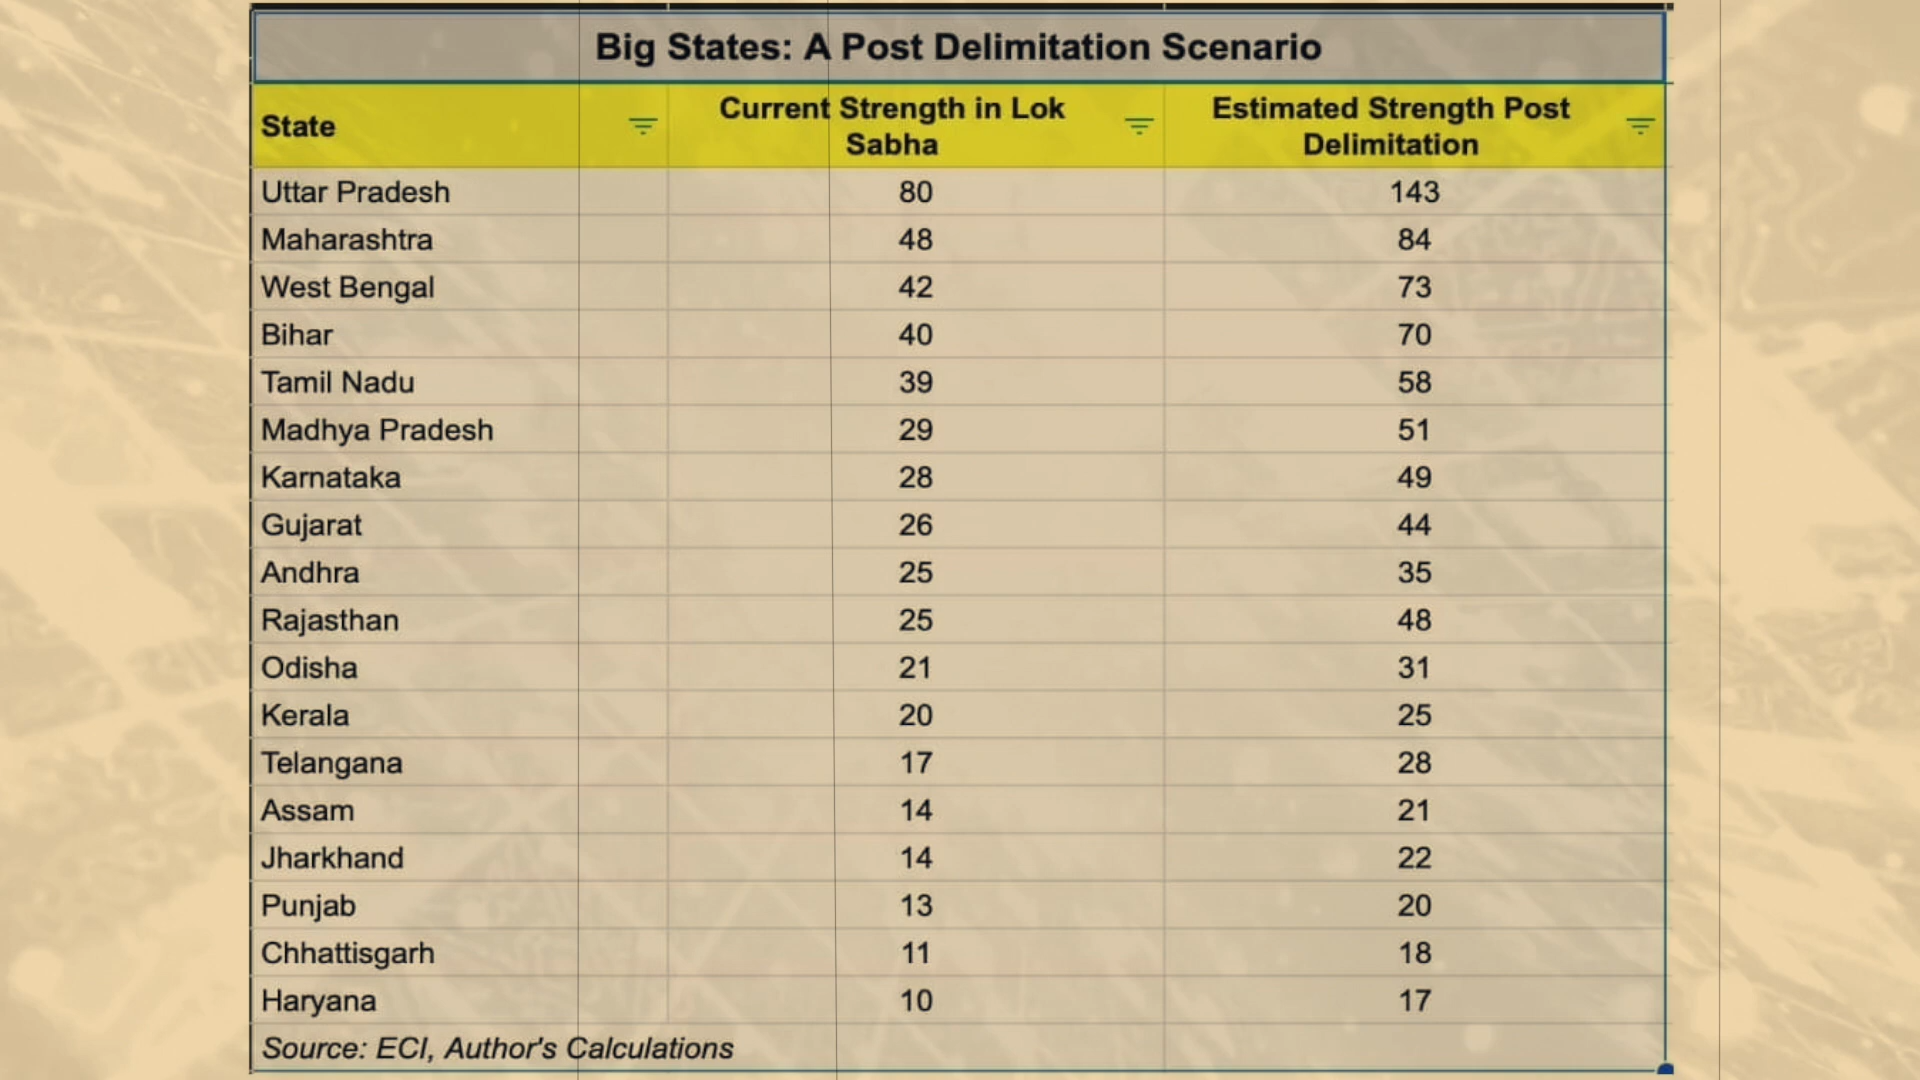 Big States: A Post Delimitation Scenario
State Current Strength in Lok Sabha Estimated Strength Post Delimitation
Uttar Pradesh 80 143
Maharashtra 48 84
West Bengal 42 73
Bihar 40 70
Tamil Nadu 39 58
Madhya Pradesh 29 51
Karnataka 28 49
Gujarat 26 44
Andhra 25 35
Rajasthan 25 48
Odisha 21 31
Kerala 20 25
Telangana 17 28
Assam 14 21
Jharkhand 14 22
Punjab 13 20
Chhattisgarh 11 18
Haryana 10 17
Source: ECI, Author's Calculations